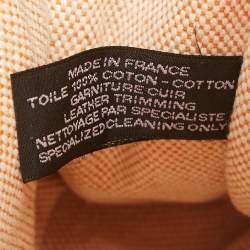 MADE IN FRANCE
TOILE 100% COTON - COTTON
GARNITURE CUIR
LEATHER TRIMMING
NETTOYAGE PAR SPECIALISTE
SPECIALIZED CLEANING ONLY